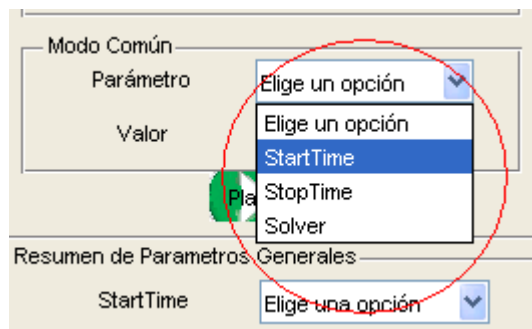 Modo Común
Parámetro
Elige un opción
Valor
Elige un opción
StartTime
StopTime
Solver
Pla
Resumen de Parametros Generales
StartTime
Elige una opción